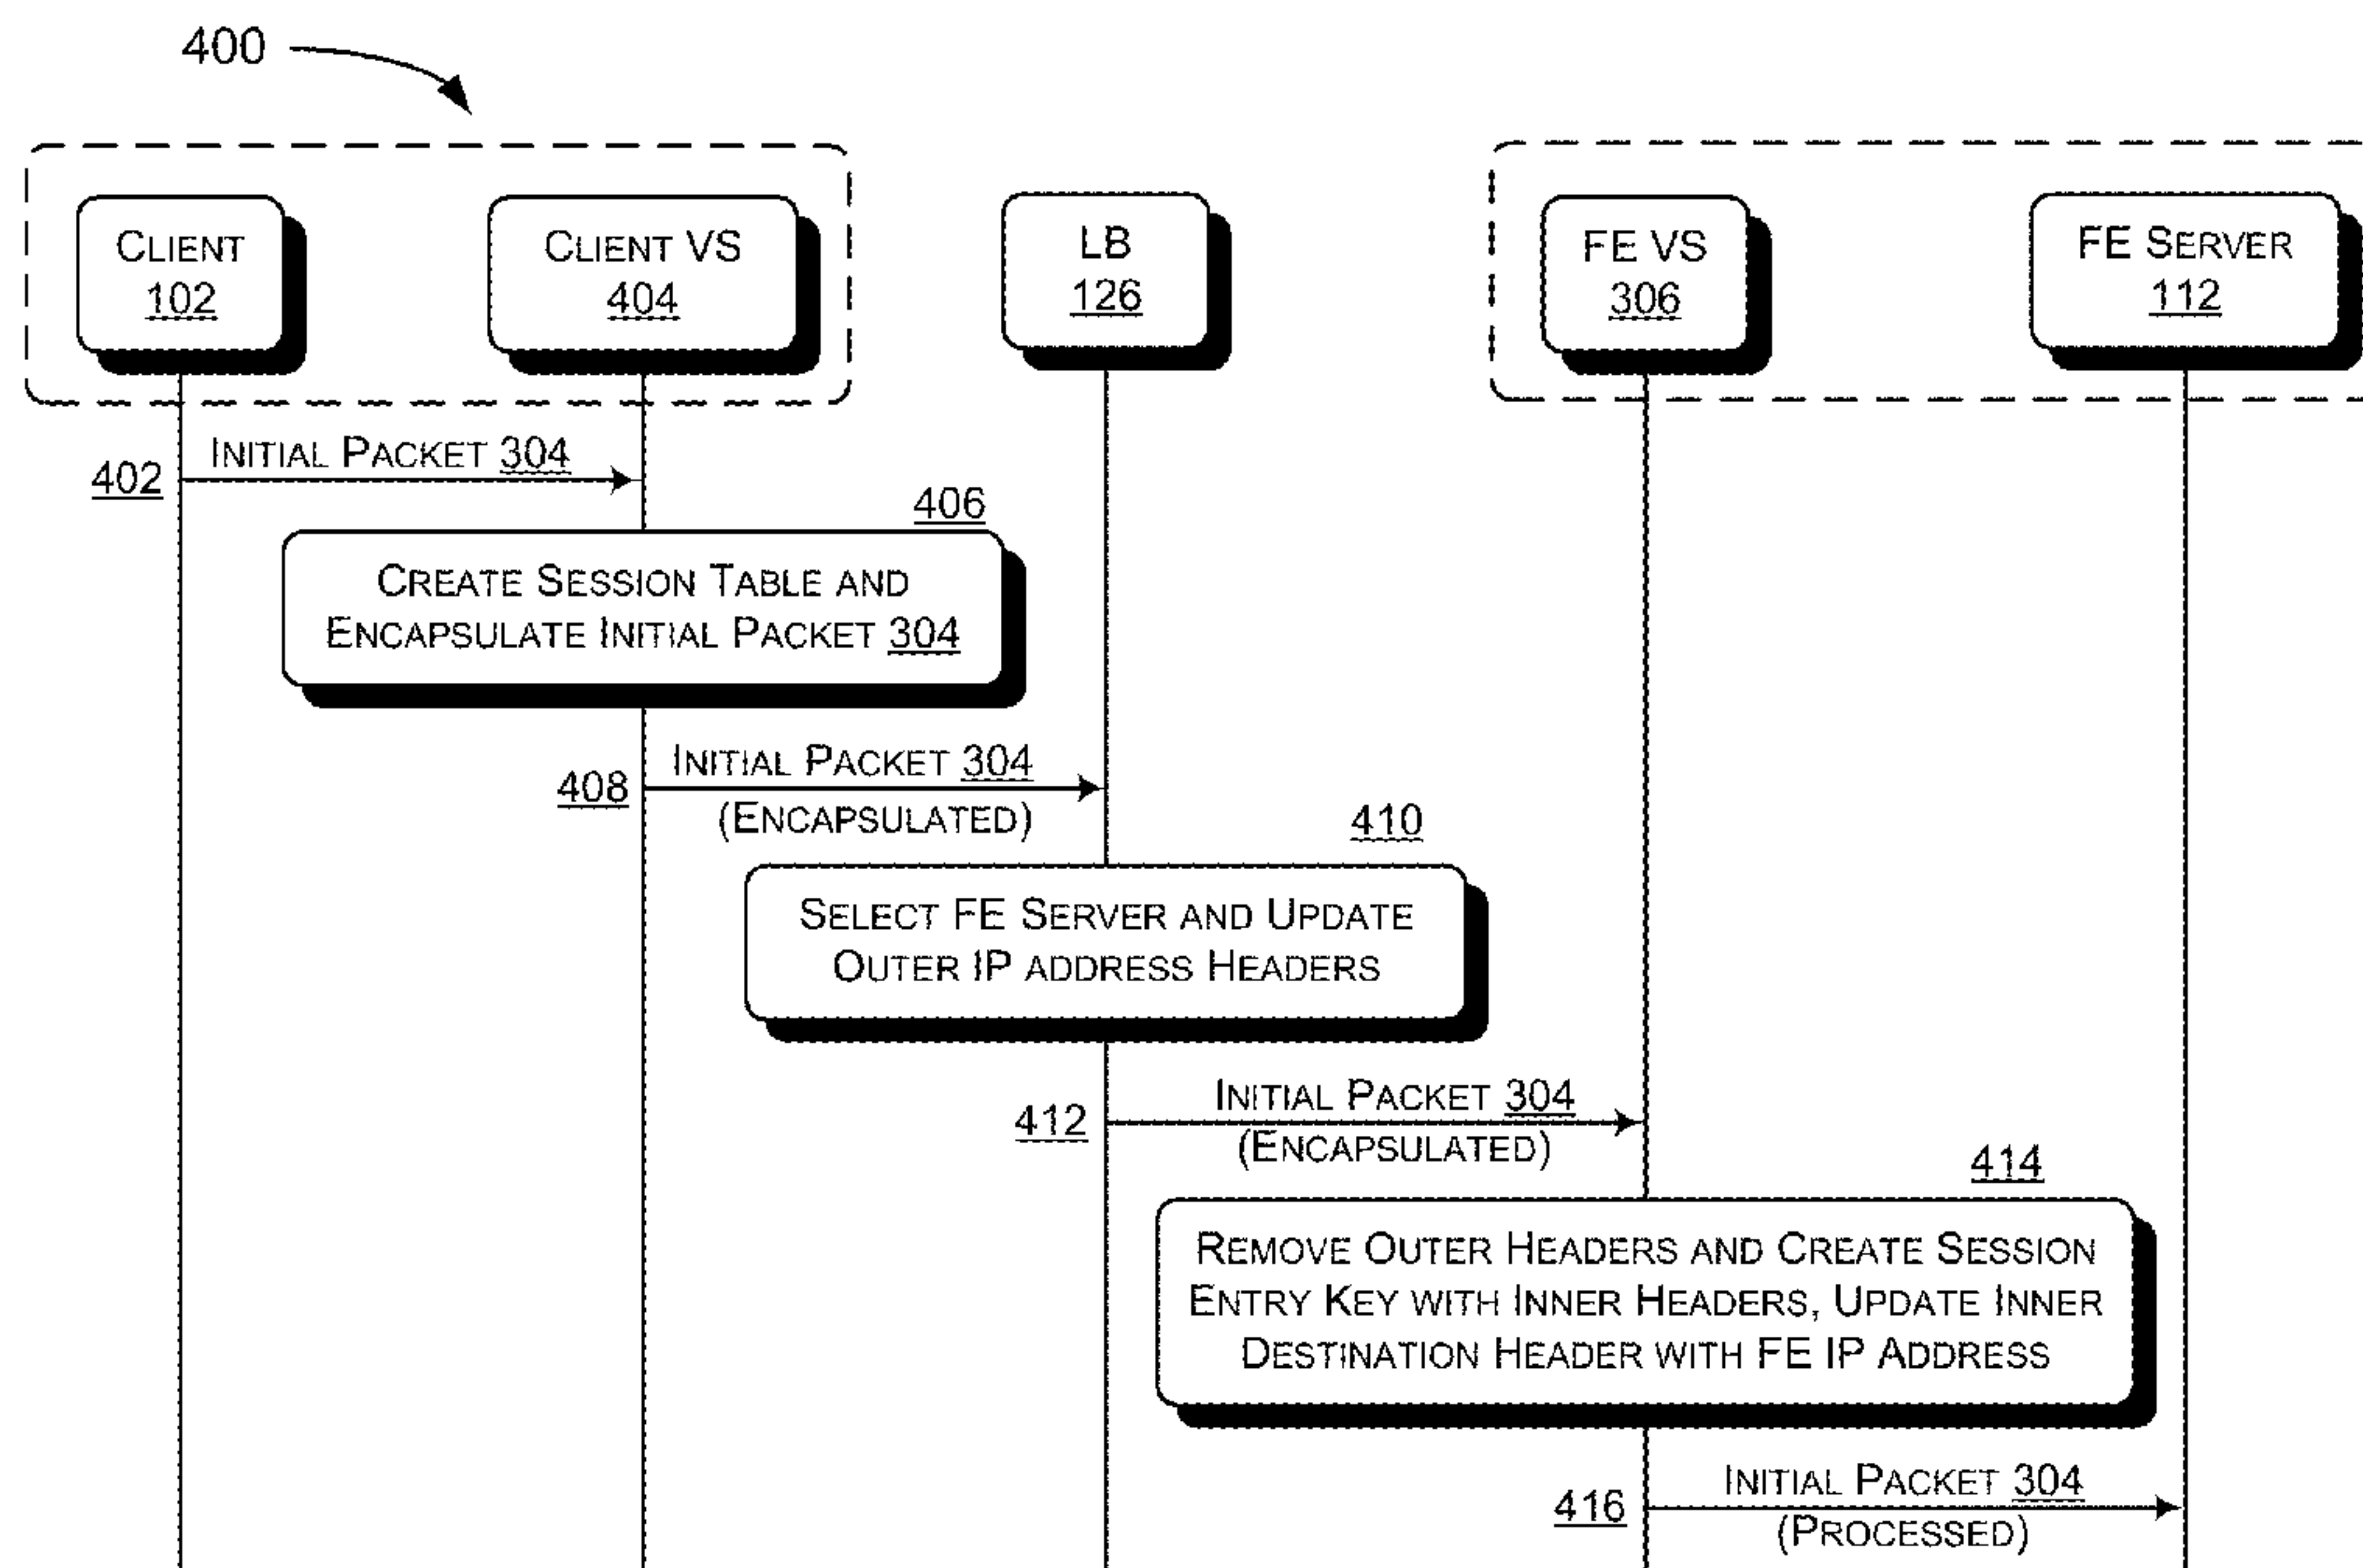 400
CLIENT
102
CLIENT VS
404
LB
126
FE VS
306
FE SERVER
112
INITIAL PACKET 304
402
406
CREATE SESSION TABLE AND
ENCAPSULATE INITIAL PACKET 304
INITIAL PACKET 304
408
(ENCAPSULATED)
410
SELECT FE SERVER AND UPDATE
OUTER IP ADDRESS HEADERS
INITIAL PACKET 304
412
(ENCAPSULATED)
414
REMOVE OUTER HEADERS AND CREATE SESSION
ENTRY KEY WITH INNER HEADERS, UPDATE INNER
DESTINATION HEADER WITH FE IP ADDRESS
INITIAL PACKET 304
416
(PROCESSED)